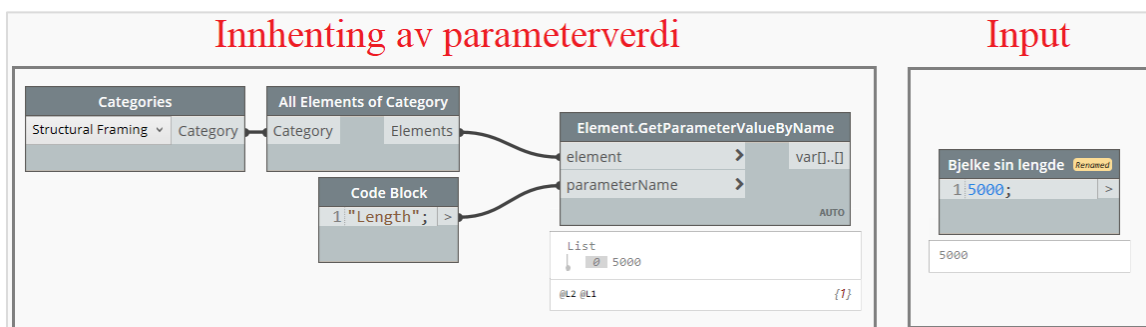 Innhenting av parameterverdi
Input
Categories
Structural Framing Category
All Elements of Category
Category Elements
Code Block
1 "Length"; >
Element.GetParameterValueByName
element > var[]..[]
parameterName >
AUTO
List
0 5000
@L2 @L1 {1}
Bjelke sin lengde Renamed
1 5000; >
5000